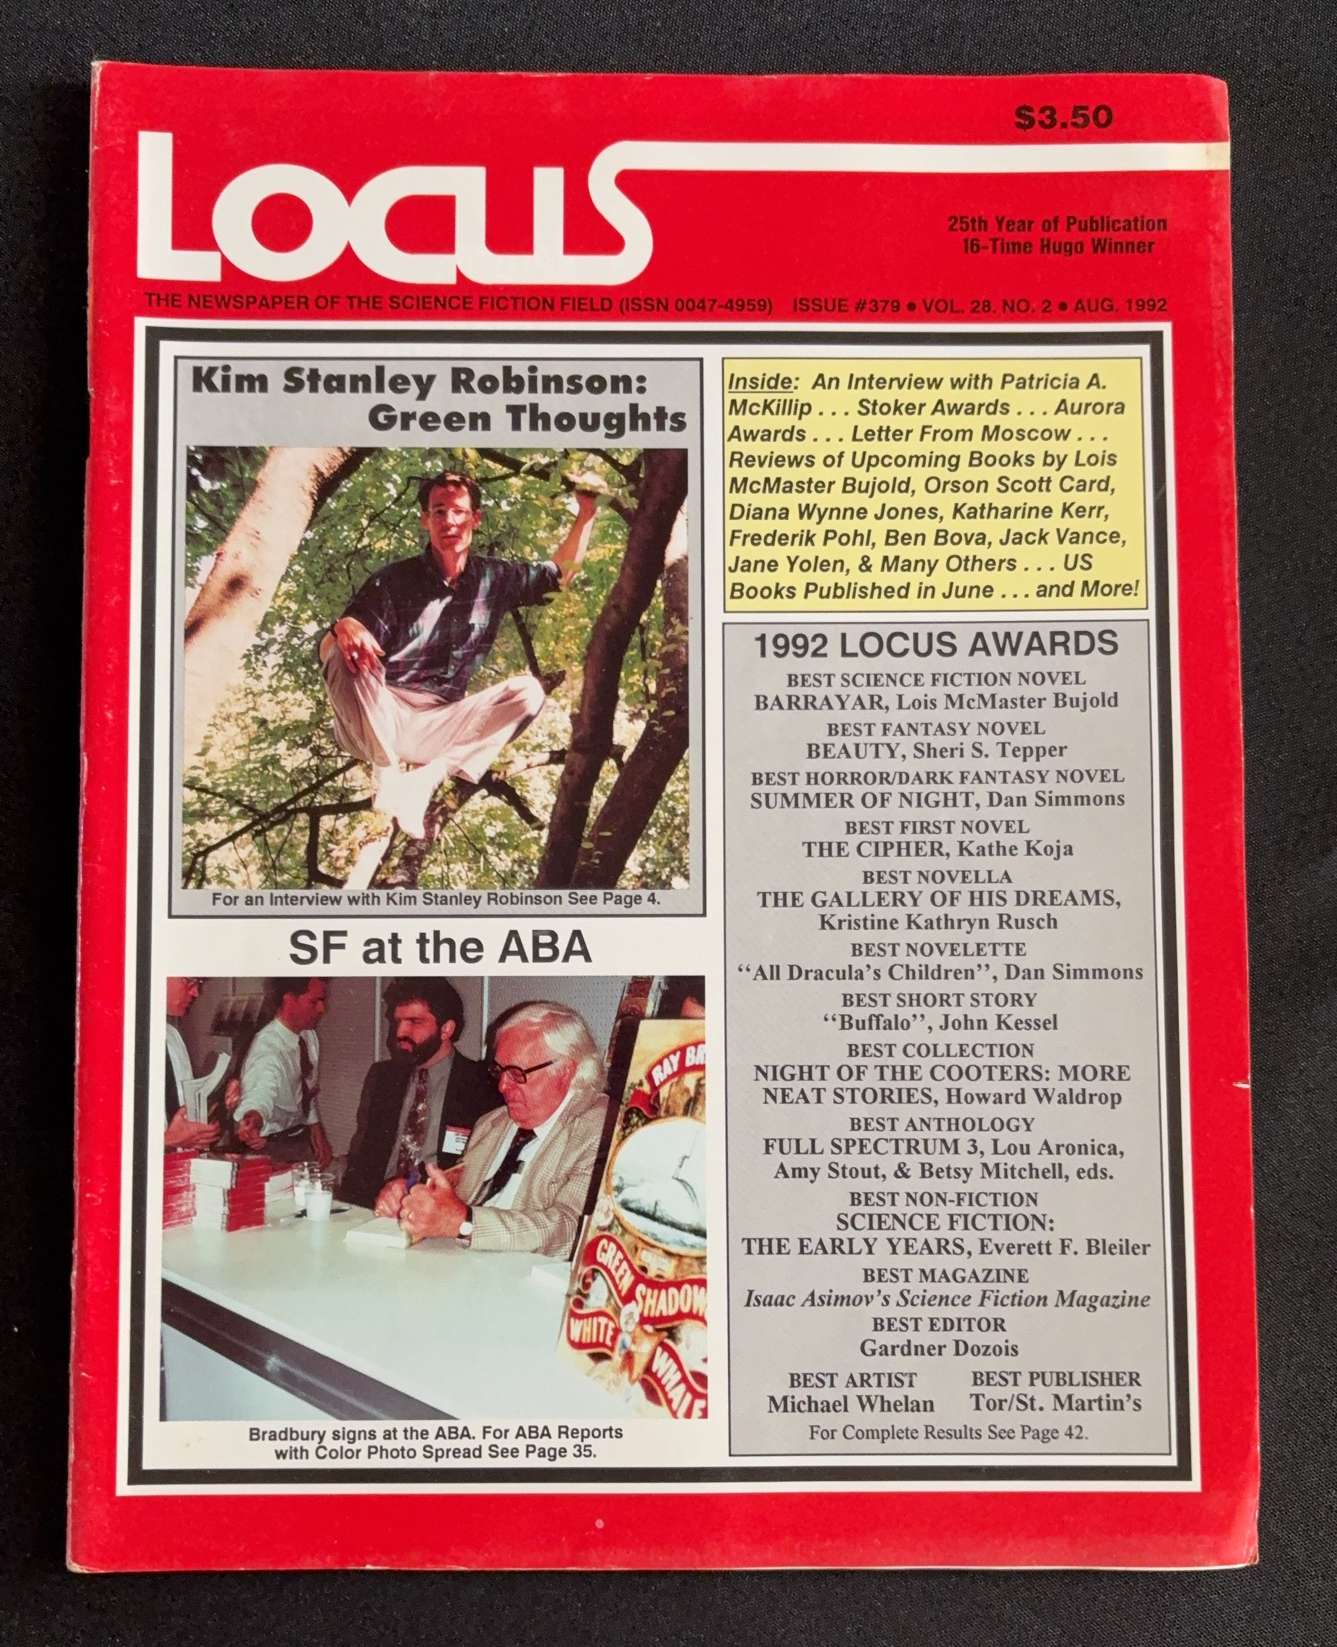 $3.50
LOCUS
25th Year of Publication
16-Time Hugo Winner
THE NEWSPAPER OF THE SCIENCE FICTION FIELD (ISSN 0047-4959) ISSUE #379 • VOL. 28, NO. 2 • AUG. 1992
Kim Stanley Robinson:
Green Thoughts
For an Interview with Kim Stanley Robinson See Page 4.
SF at the ABA
RAY BR
GREEN SHADOW
WHITE
WHALE
Bradbury signs at the ABA. For ABA Reports
with Color Photo Spread See Page 35.
Inside: An Interview with Patricia A.
McKillip . . . Stoker Awards . . . Aurora
Awards . . . Letter From Moscow . . .
Reviews of Upcoming Books by Lois
McMaster Bujold, Orson Scott Card,
Diana Wynne Jones, Katharine Kerr,
Frederik Pohl, Ben Bova, Jack Vance,
Jane Yolen, & Many Others . . . US
Books Published in June . . . and More!
1992 LOCUS AWARDS
BEST SCIENCE FICTION NOVEL
BARRAYAR, Lois McMaster Bujold
BEST FANTASY NOVEL
BEAUTY, Sheri S. Tepper
BEST HORROR/DARK FANTASY NOVEL
SUMMER OF NIGHT, Dan Simmons
BEST FIRST NOVEL
THE CIPHER, Kathe Koja
BEST NOVELLA
THE GALLERY OF HIS DREAMS,
Kristine Kathryn Rusch
BEST NOVELETTE
“All Dracula’s Children”, Dan Simmons
BEST SHORT STORY
“Buffalo”, John Kessel
BEST COLLECTION
NIGHT OF THE COOTERS: MORE
NEAT STORIES, Howard Waldrop
BEST ANTHOLOGY
FULL SPECTRUM 3, Lou Aronica,
Amy Stout, & Betsy Mitchell, eds.
BEST NON-FICTION
SCIENCE FICTION:
THE EARLY YEARS, Everett F. Bleiler
BEST MAGAZINE
Isaac Asimov’s Science Fiction Magazine
BEST EDITOR
Gardner Dozois
BEST ARTIST
Michael Whelan
BEST PUBLISHER
Tor/St. Martin’s
For Complete Results See Page 42.